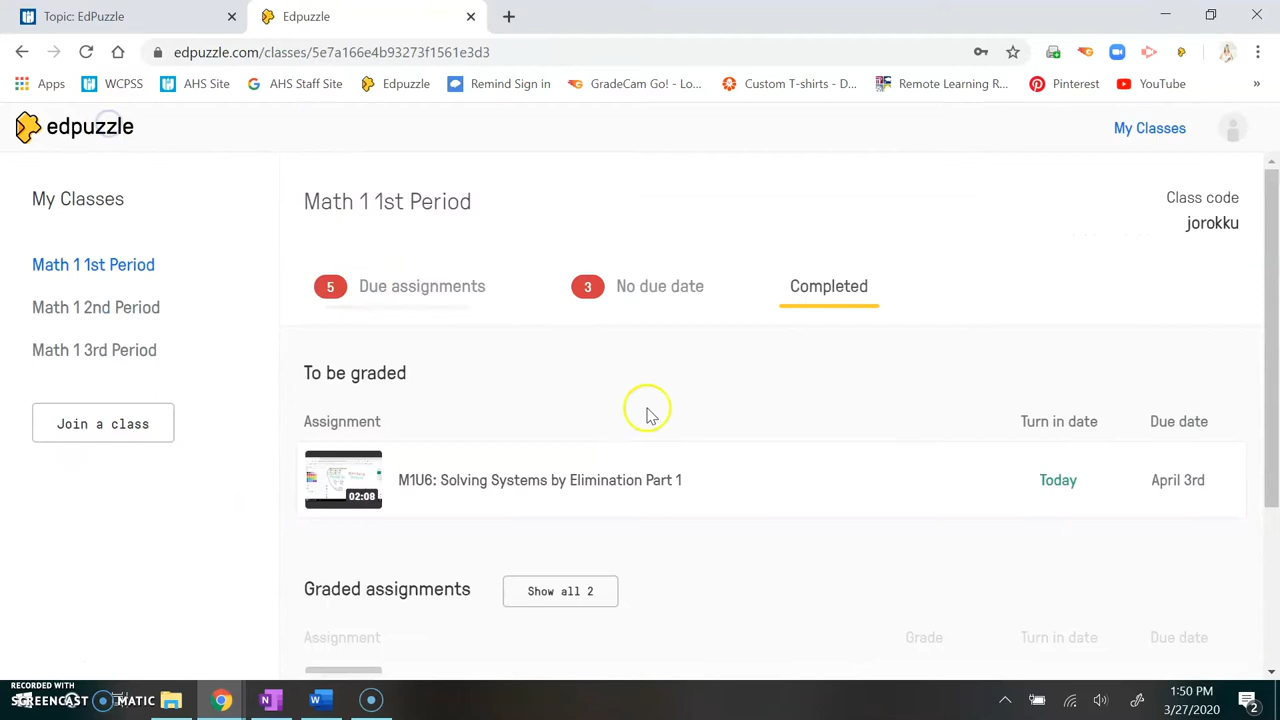 Topic: EdPuzzle
Edpuzzle
edpuzzle.com/classes/5e7a166e4b93273f1561e3d3
Apps
WCPSS
AHS Site
AHS Staff Site
Edpuzzle
Remind Sign in
GradeCam Go! - Lo...
Custom T-shirts - D...
Remote Learning R...
Pinterest
YouTube
»
edpuzzle
My Classes
My Classes
Math 1 1st Period
Math 1 2nd Period
Math 1 3rd Period
Join a class
Math 1 1st Period
Class code
jorokku
5 Due assignments
3 No due date
Completed
To be graded
Assignment
Turn in date
Due date
02:08
M1U6: Solving Systems by Elimination Part 1
Today
April 3rd
Graded assignments
Show all 2
Assignment
Grade
Turn in date
Due date
RECORDED WITH
SCREENCAST MATIC
1:50 PM
3/27/2020
2